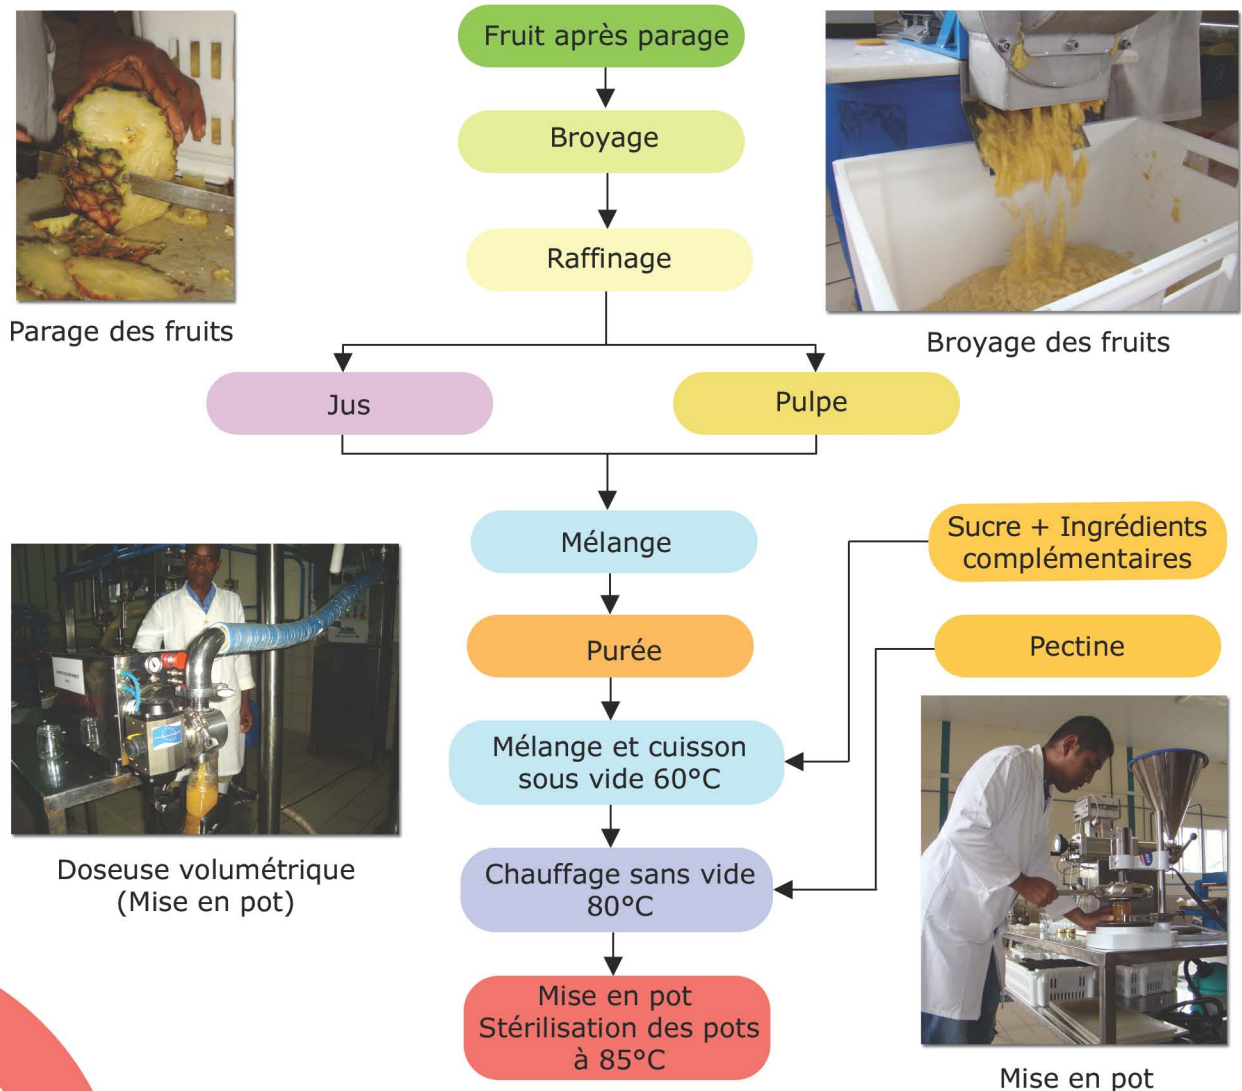 Fruit après parage
Broyage
Raffinage
Parage des fruits
Broyage des fruits
Jus
Pulpe
Mélange
Sucre + Ingrédients
complémentaires
Purée
Pectine
Mélange et cuisson
sous vide 60°C
Doseuse volumétrique
(Mise en pot)
Chauffage sans vide
80°C
Mise en pot
Stérilisation des pots
à 85°C
Mise en pot